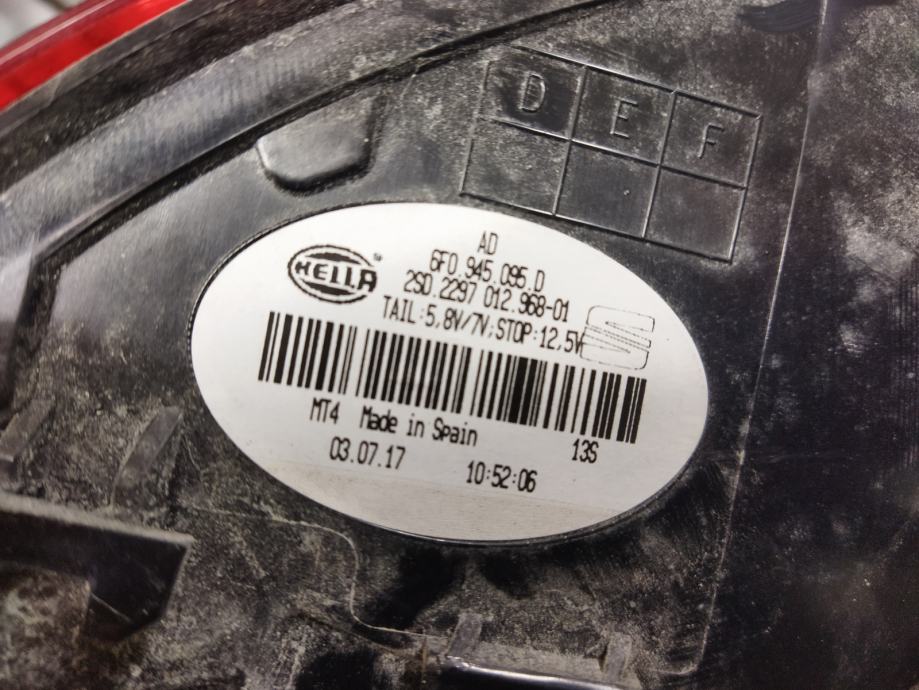 D E F
AD
HELLA
6F0.945.095.D
2SD.2297 012.968-01
TAIL:5,8V/7V;STOP:12,5V
MT4 Made in Spain 13S
03.07.17 10:52:06